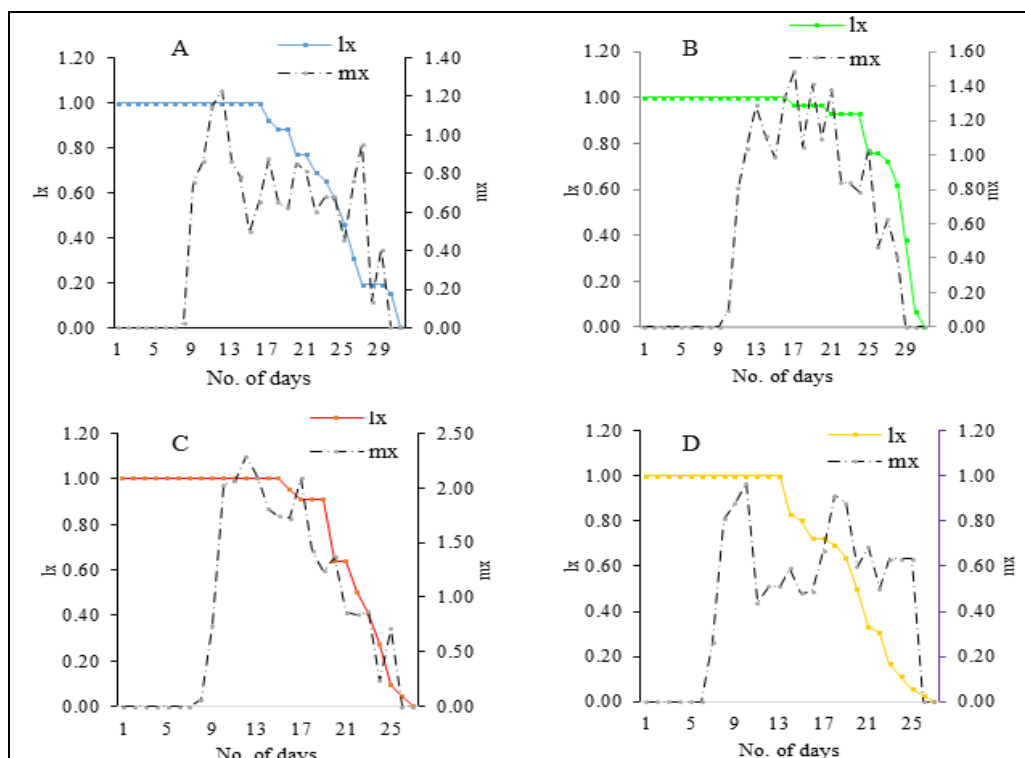 A
lx
mx
1.20 1.40
1.00 1.20
0.80 1.00
0.60 0.80
0.40 0.60
0.20 0.40
0.00 0.20
0.00
lx
mx
1 5 9 13 17 21 25 29
No. of days
B
lx
mx
1.20 1.60
1.00 1.40
0.80 1.20
0.60 1.00
0.40 0.80
0.20 0.60
0.00 0.40
0.20
0.00
lx
mx
1 5 9 13 17 21 25 29
No. of days
C
lx
mx
1.20 2.50
1.00 2.00
0.80 1.50
0.60 1.00
0.40 0.50
0.20 0.00
0.00
lx
mx
1 5 9 13 17 21 25
No. of days
D
lx
mx
1.20 1.20
1.00 1.00
0.80 0.80
0.60 0.60
0.40 0.40
0.20 0.20
0.00 0.00
lx
mx
1 5 9 13 17 21 25
No. of days